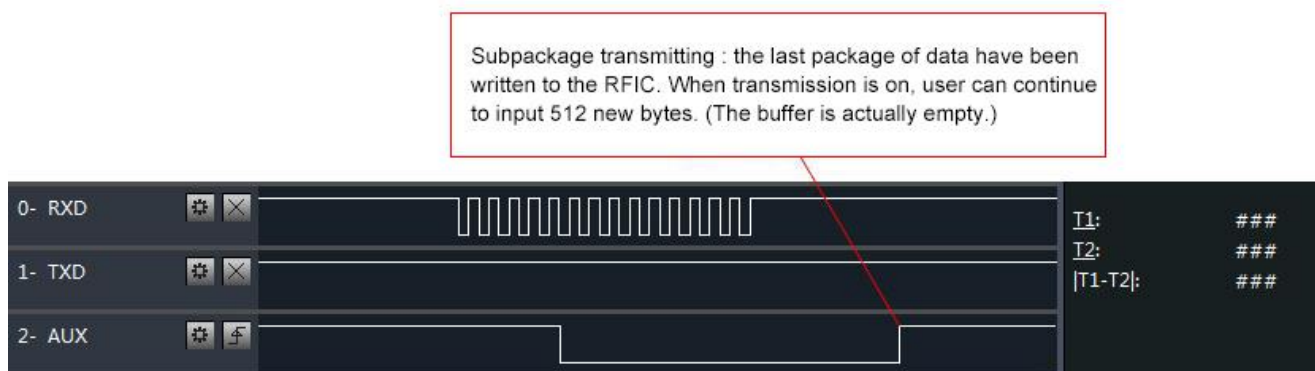 Subpackage transmitting : the last package of data have been
written to the RFIC. When transmission is on, user can continue
to input 512 new bytes. (The buffer is actually empty.)
0- RXD
1- TXD
2- AUX
T1: ###
T2: ###
|T1-T2|: ###